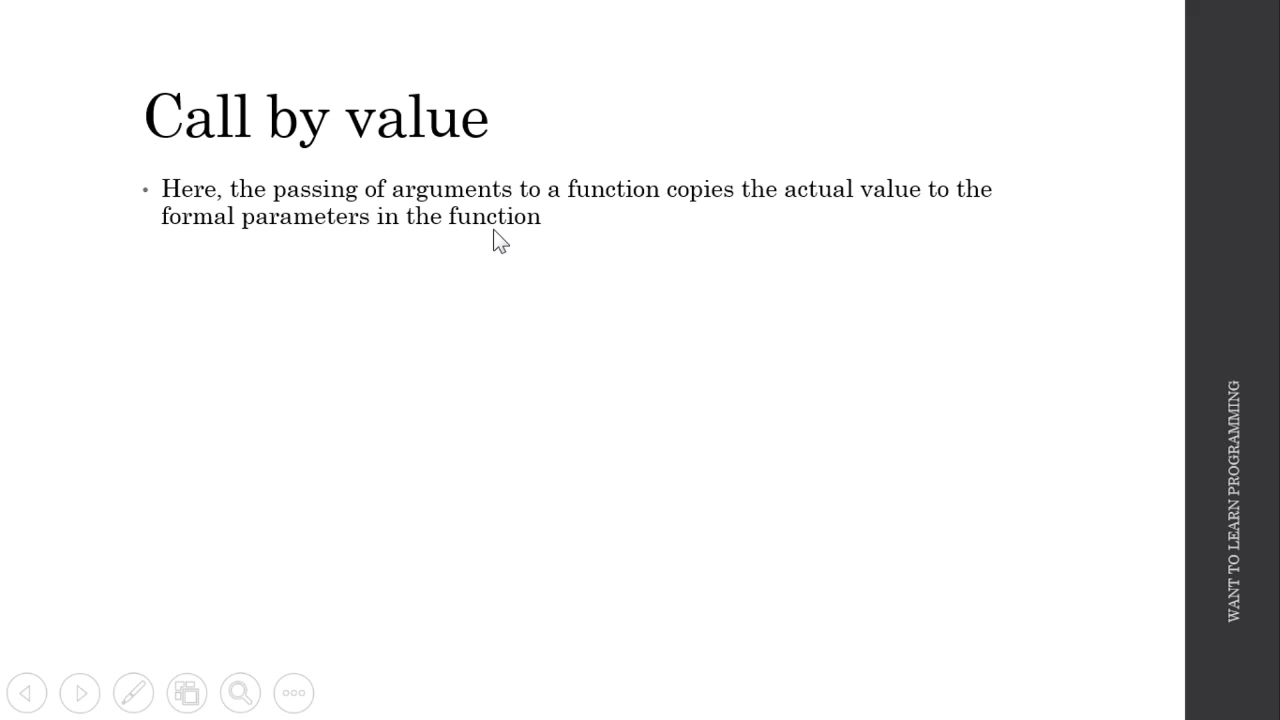 Call by value
• Here, the passing of arguments to a function copies the actual value to the
formal parameters in the function
WANT TO LEARN PROGRAMMING